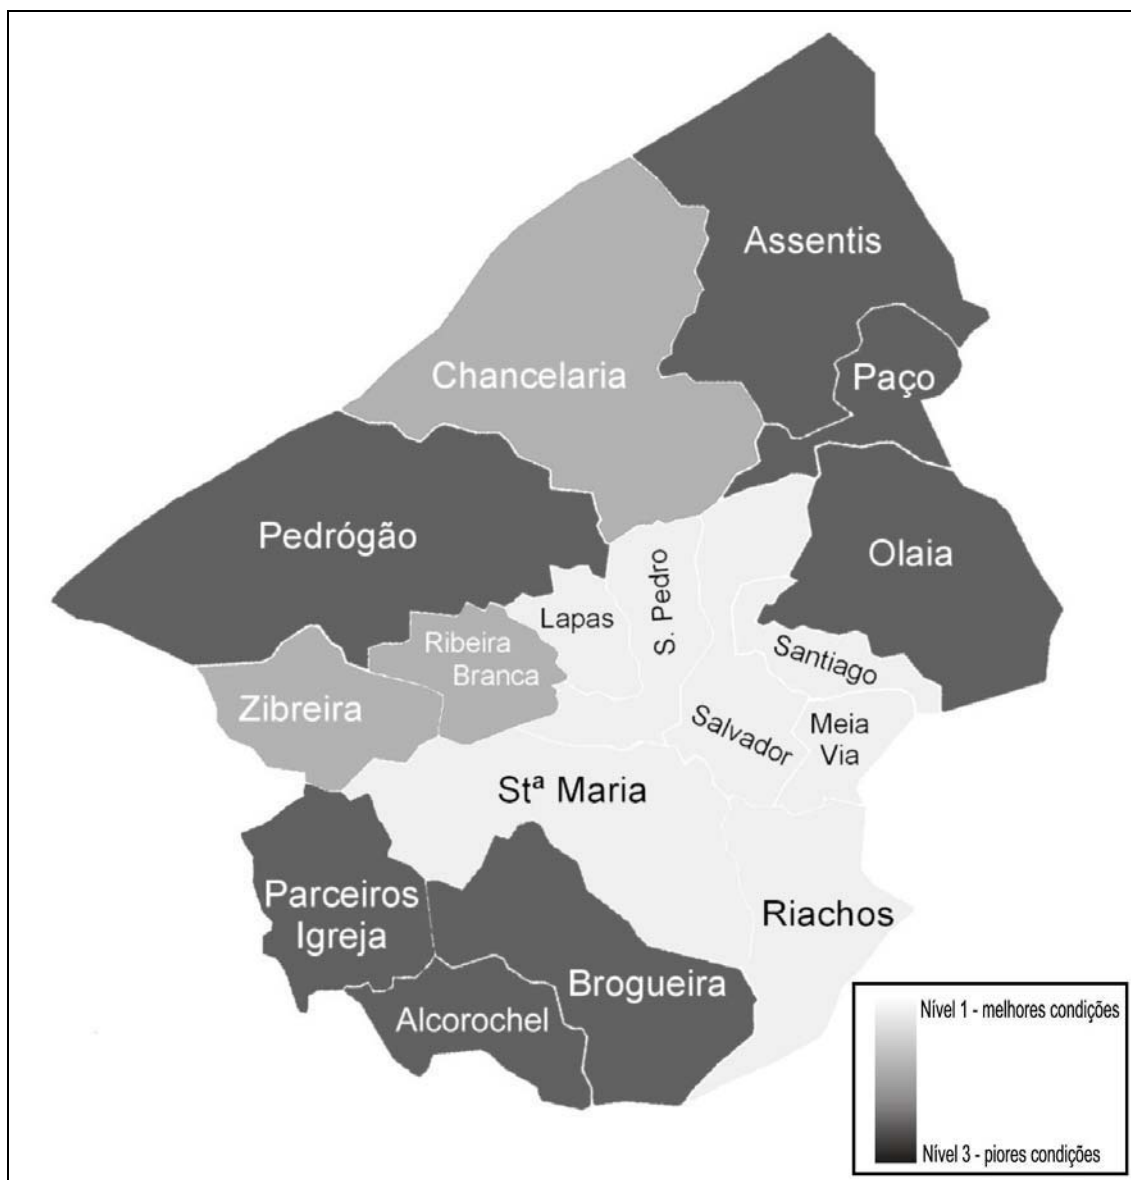 Assentis
Chancelaria
Paço
Pedrógão
Olaia
S. Pedro
Lapas
Ribeira
Branca
Santiago
Zibreira
Salvador
Meia
Via
Stª Maria
Parceiros
Igreja
Riachos
Brogueira
Alcorochel
Nível 1 - melhores condições
Nível 3 - piores condições